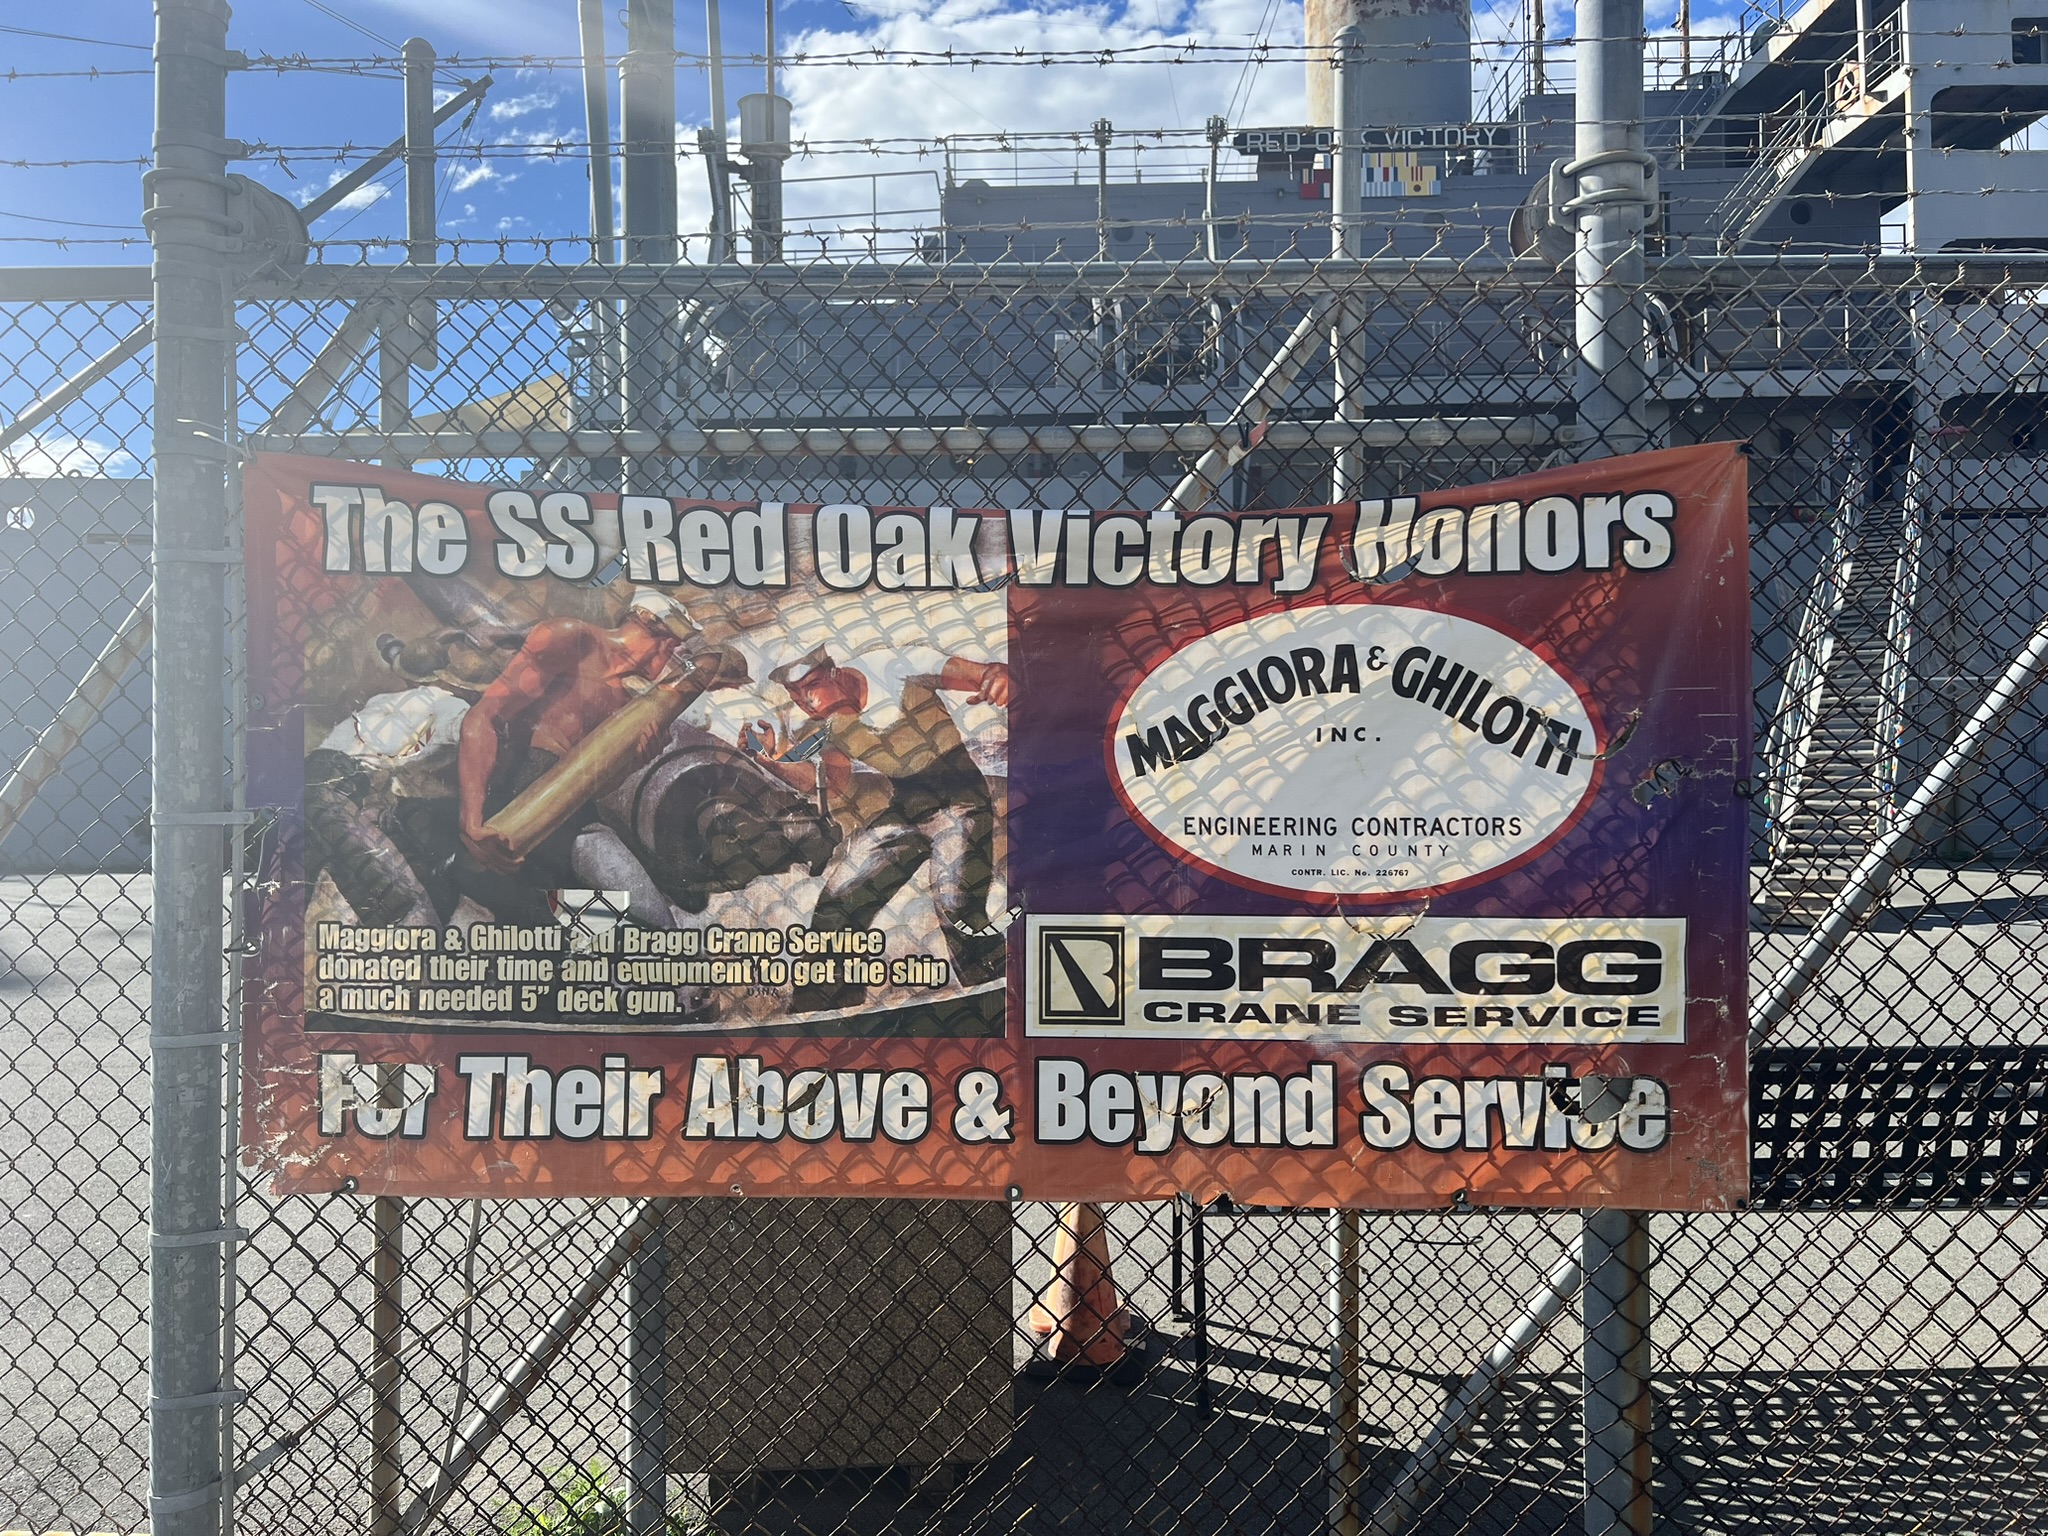 RED OAK VICTORY
The SS Red Oak Victory Honors
MAGGIORA & GHILOTTI
INC.
ENGINEERING CONTRACTORS
MARIN COUNTY
CONTR. LIC. No. 226767
Maggiora & Ghilotti and Bragg Crane Service
donated their time and equipment to get the ship
a much needed 5” deck gun.
BRAGG
CRANE SERVICE
For Their Above & Beyond Service